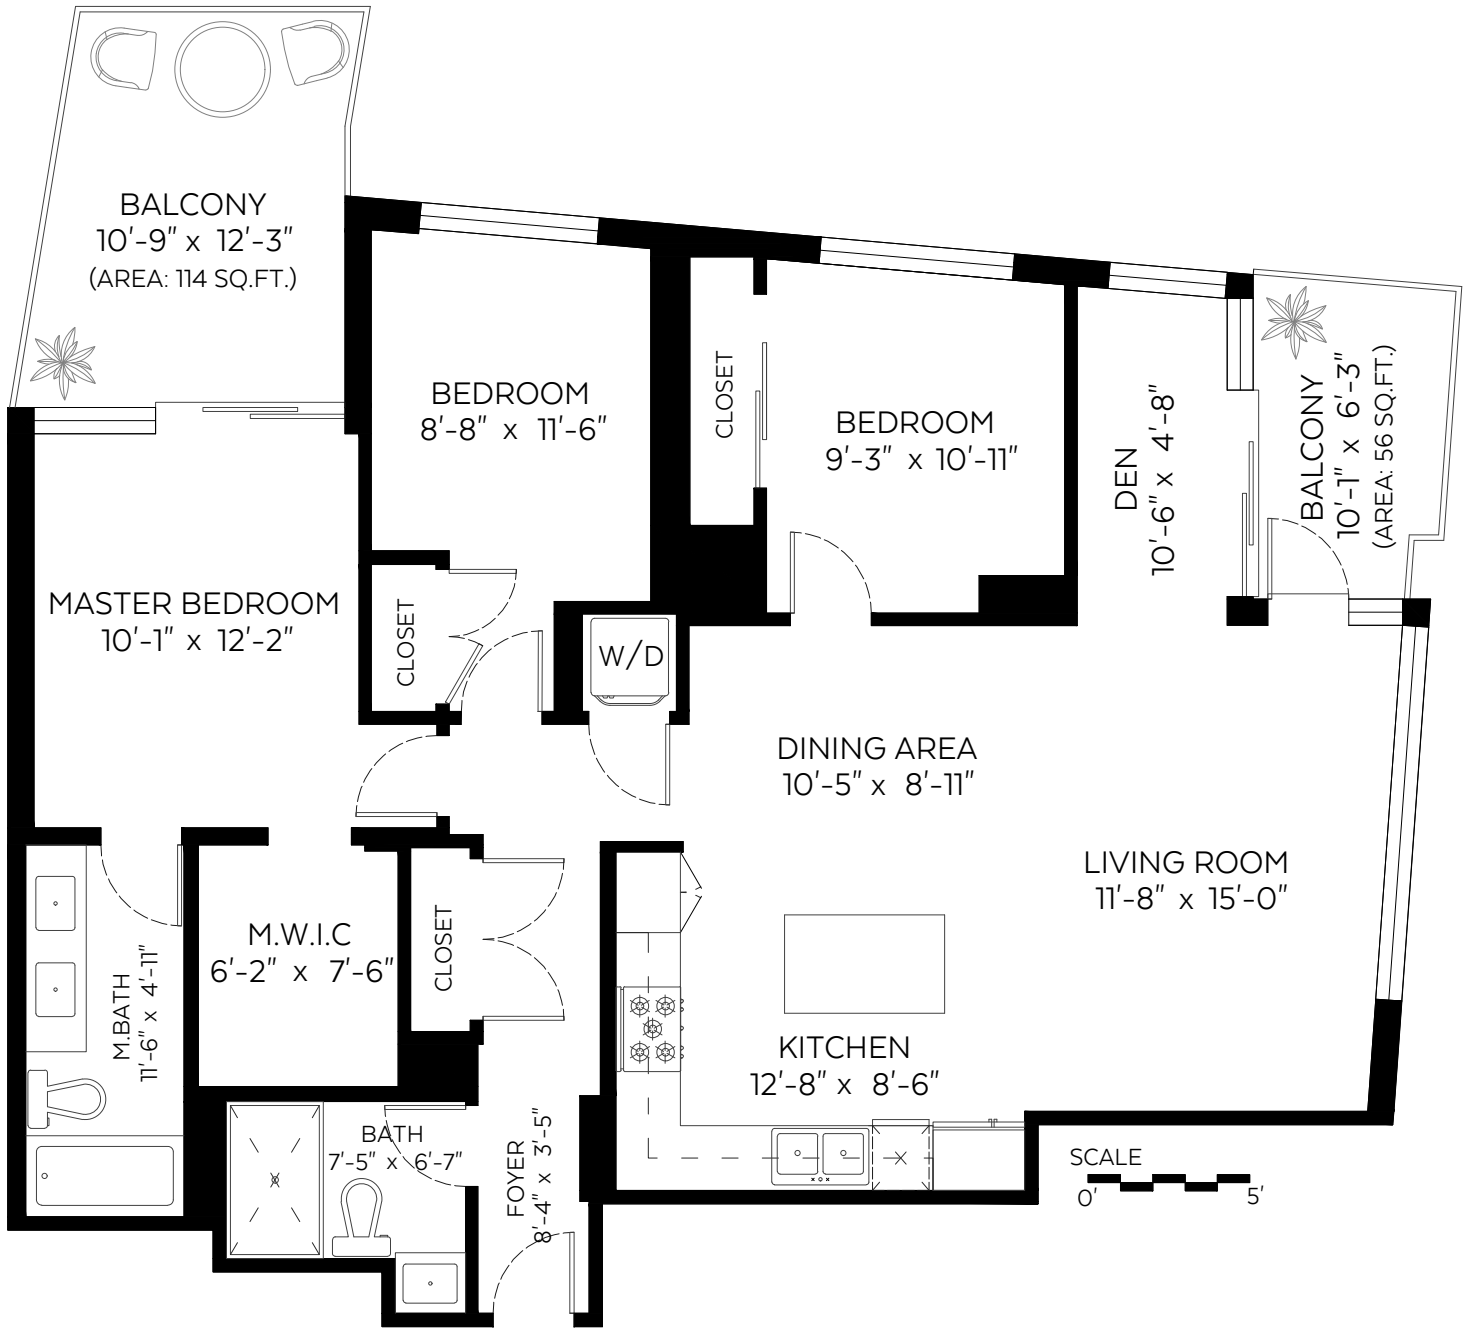 BALCONY
10'-9" x 12'-3"
(AREA: 114 SQ.FT.)
BEDROOM
8'-8" x 11'-6"
CLOSET
BEDROOM
9'-3" x 10'-11"
DEN
10'-6" x 4'-8"
BALCONY
10'-1" x 6'-3"
(AREA: 56 SQ.FT.)
MASTER BEDROOM
10'-1" x 12'-2"
CLOSET
W/D
DINING AREA
10'-5" x 8'-11"
LIVING ROOM
11'-8" x 15'-0"
M.W.I.C
6'-2" x 7'-6"
CLOSET
M.BATH
11'-6" x 4'-11"
KITCHEN
12'-8" x 8'-6"
BATH
7'-5" x 6'-7"
FOYER
8'-4" x 3'-5"
SCALE
0' 5'